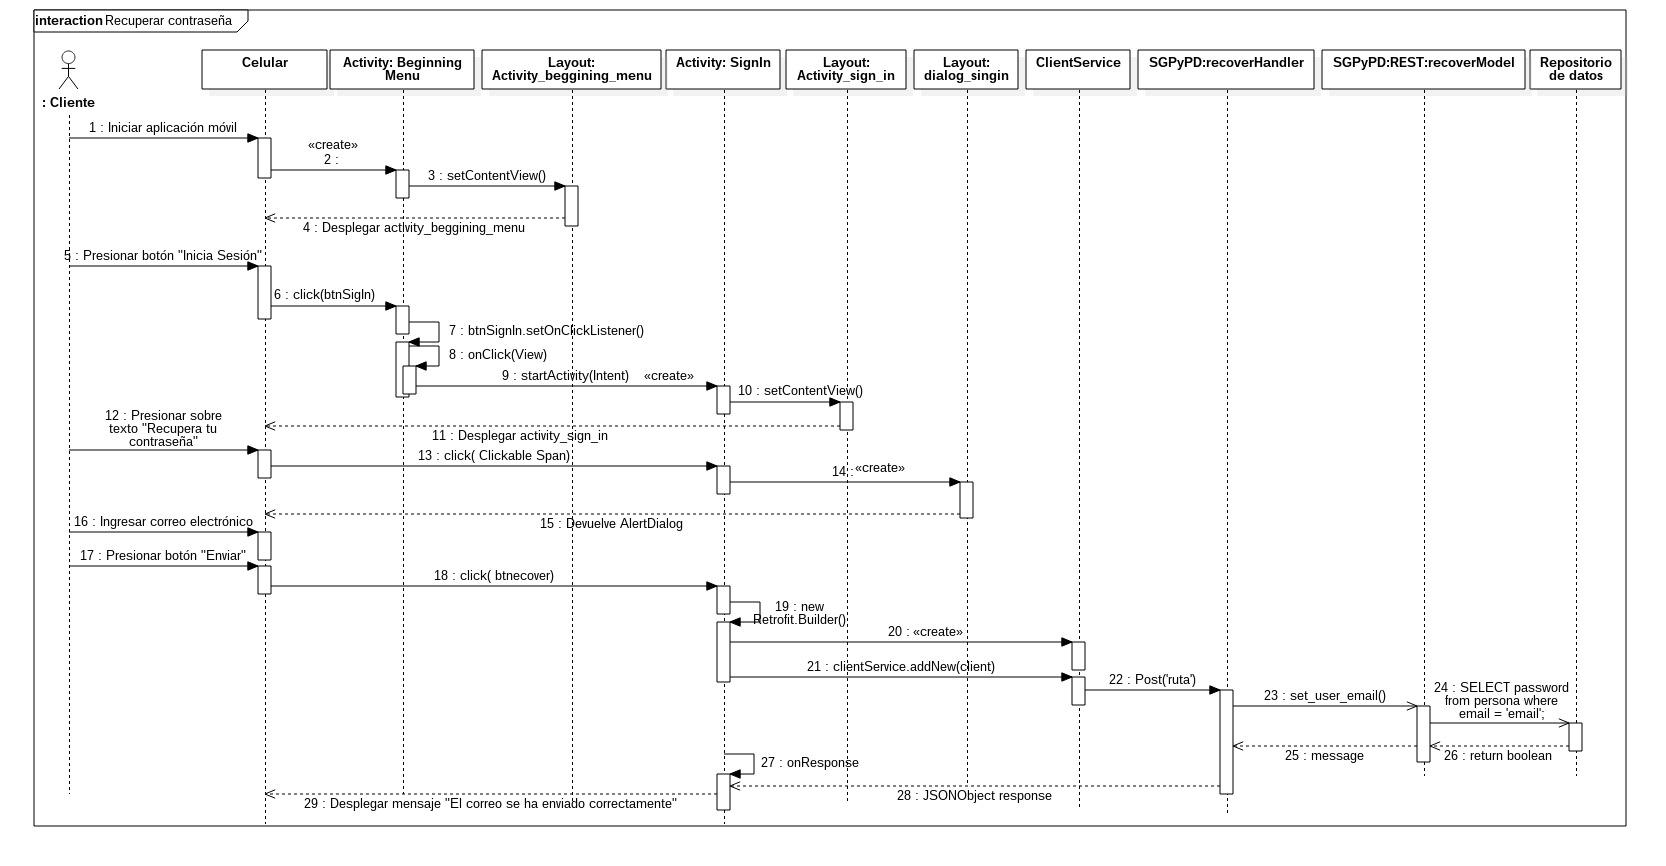 interaction Recuperar contraseña
: Cliente
Celular
Activity: Beginning
Menu
Layout:
Activity_beggining_menu
Activity: SignIn
Layout:
Activity_sign_in
Layout:
dialog_singin
ClientService
SGPyPD:recoverHandler
SGPyPD:REST:recoverModel
Repositorio
de datos
1 : Iniciar aplicación móvil
«create»
2 :
3 : setContentView()
4 : Desplegar activity_beggining_menu
5 : Presionar botón "Inicia Sesión"
6 : click(btnSigIn)
7 : btnSignIn.setOnClickListener()
8 : onClick(View)
9 : startActivity(Intent) «create»
10 : setContentView()
11 : Desplegar activity_sign_in
12 : Presionar sobre
texto "Recupera tu
contraseña"
13 : click( Clickable Span)
14 : «create»
15 : Devuelve AlertDialog
16 : Ingresar correo electrónico
17 : Presionar botón "Enviar"
18 : click( btnecover)
19 : new
Retrofit.Builder()
20 : «create»
21 : clientService.addNew(client)
22 : Post('ruta')
23 : set_user_email()
24 : SELECT password
from persona where
email = 'email';
25 : message
26 : return boolean
27 : onResponse
28 : JSONObject response
29 : Desplegar mensaje "El correo se ha enviado correctamente"